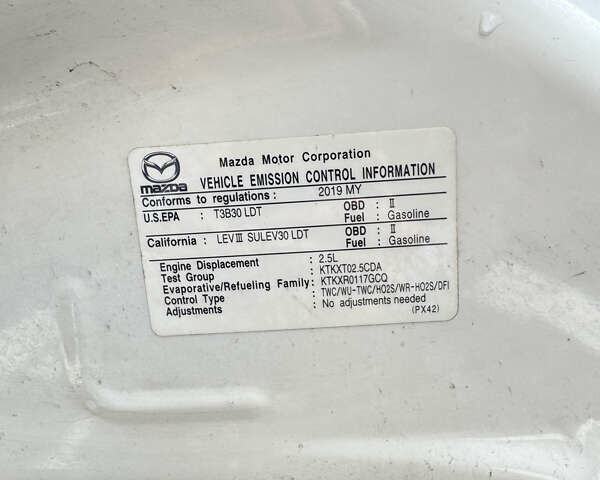 Mazda Motor Corporation
mazda VEHICLE EMISSION CONTROL INFORMATION
Conforms to regulations : 2019 MY
U.S.EPA : T3B30 LDT OBD : II
Fuel : Gasoline
California : LEVIII SULEV30 LDT OBD : II
Fuel : Gasoline
Engine Displacement : 2.5L
Test Group : KTKXT02.5CDA
Evaporative/Refueling Family: KTKXR0117GCQ
Control Type : TWC/WU-TWC/HO2S/WR-HO2S/DFI
Adjustments : No adjustments needed
(PX42)